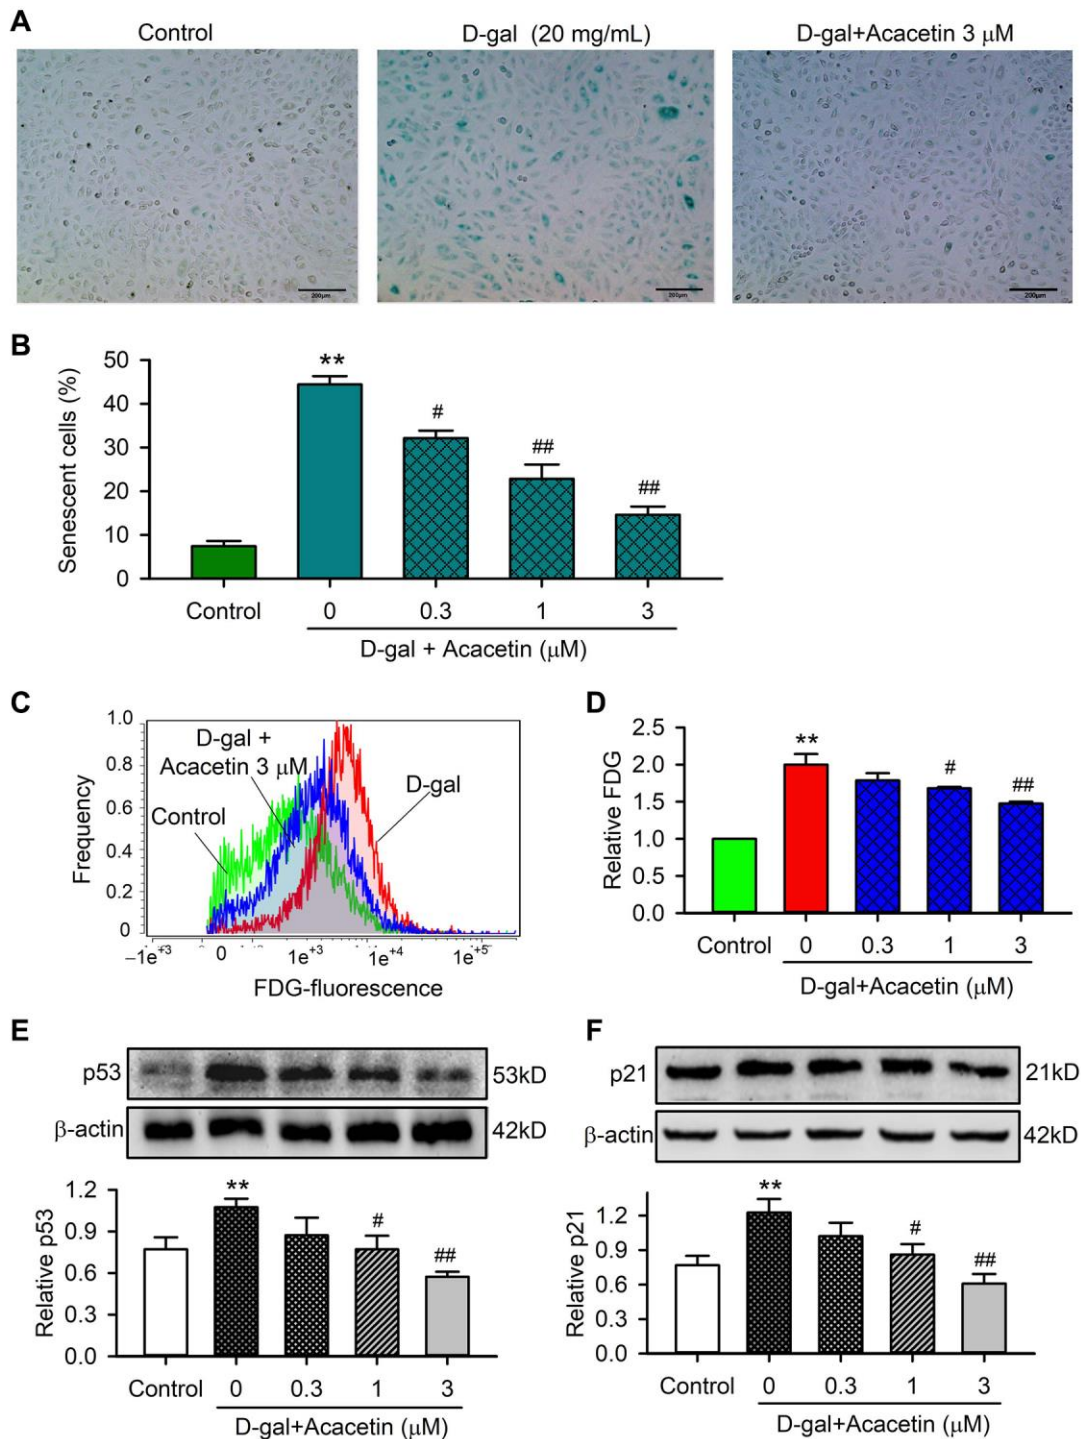 A
Control
D-gal (20 mg/mL)
D-gal+Acacetin 3 μM
200μm
200μm
200μm
B
Senescent cells (%)
50
40
30
20
10
0
**
#
##
##
Control
0
0.3
1
3
D-gal + Acacetin (μM)
C
Frequency
1.0
0.8
0.6
0.4
0.2
0
D-gal +
Acacetin 3 μM
Control
D-gal
−1e+3
0
1e+3
1e+4
1e+5
FDG-fluorescence
D
Relative FDG
2.5
2.0
1.5
1.0
0.5
0.0
**
#
##
Control
0
0.3
1
3
D-gal+Acacetin (μM)
E
p53
53kD
β-actin
42kD
Relative p53
1.2
0.9
0.6
0.3
0.0
**
#
##
Control
0
0.3
1
3
D-gal+Acacetin (μM)
F
p21
21kD
β-actin
42kD
Relative p21
1.2
0.9
0.6
0.3
0.0
**
#
##
Control
0
0.3
1
3
D-gal+Acacetin (μM)